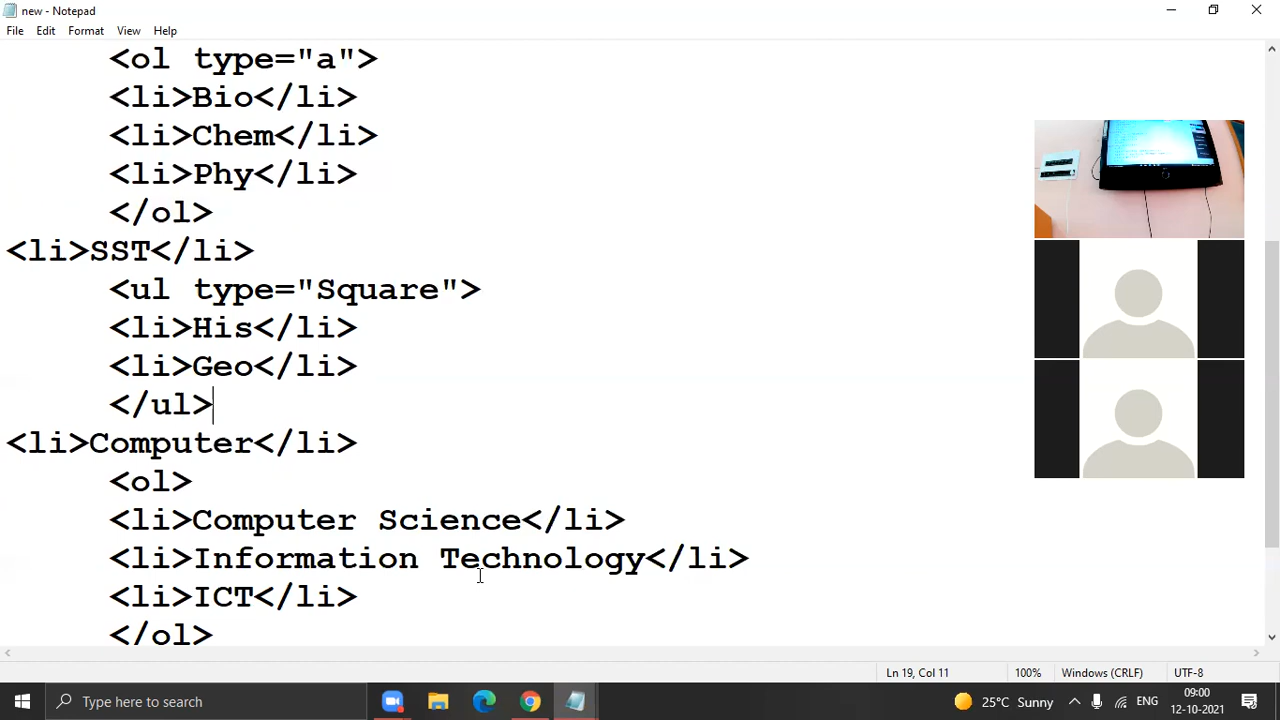 new - Notepad
File Edit Format View Help
<ol type="a">
<li>Bio</li>
<li>Chem</li>
<li>Phy</li>
</ol>
<li>SST</li>
<ul type="Square">
<li>His</li>
<li>Geo</li>
</ul>
<li>Computer</li>
<ol>
<li>Computer Science</li>
<li>Information Technology</li>
<li>ICT</li>
</ol>
Ln 19, Col 11 100% Windows (CRLF) UTF-8
Type here to search 25°C Sunny ENG 09:00
12-10-2021